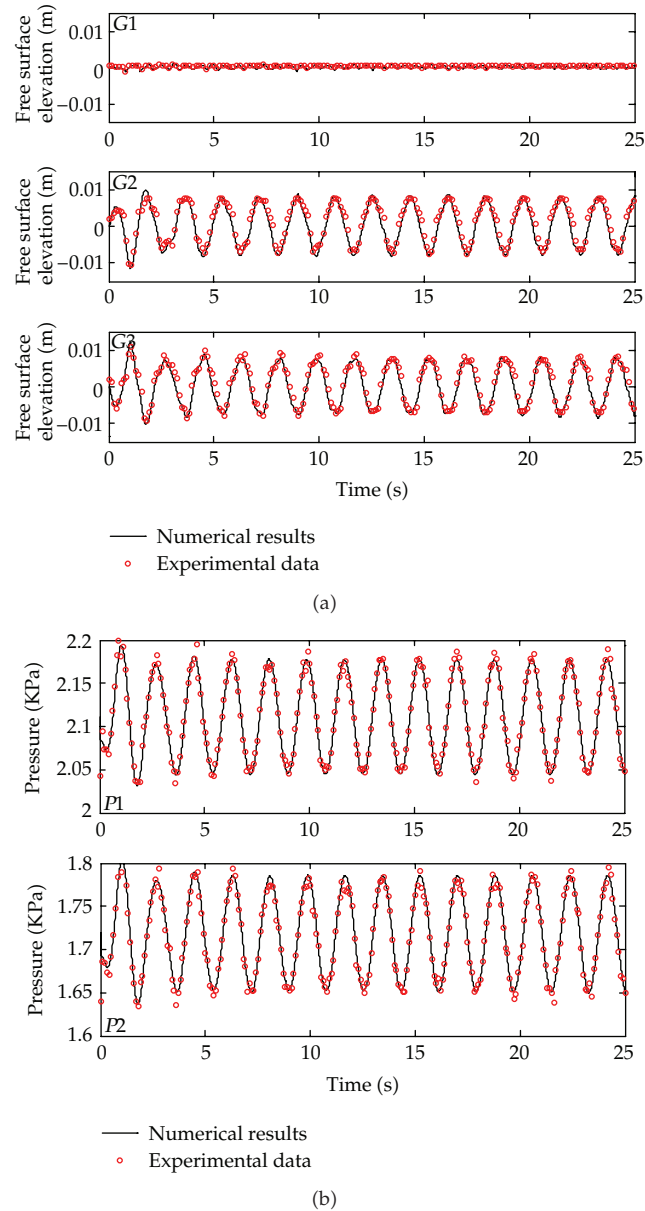 G1
Free surface
elevation (m)
0.01
0
−0.01
0 5 10 15 20 25
G2
Free surface
elevation (m)
0.01
0
−0.01
0 5 10 15 20 25
G3
Free surface
elevation (m)
0.01
0
−0.01
0 5 10 15 20 25
Time (s)
Numerical results
Experimental data
(a)
Pressure (KPa)
2.2
2.15
2.1
2.05
2
P1
0 5 10 15 20 25
Pressure (KPa)
1.8
1.75
1.7
1.65
1.6
P2
0 5 10 15 20 25
Time (s)
Numerical results
Experimental data
(b)